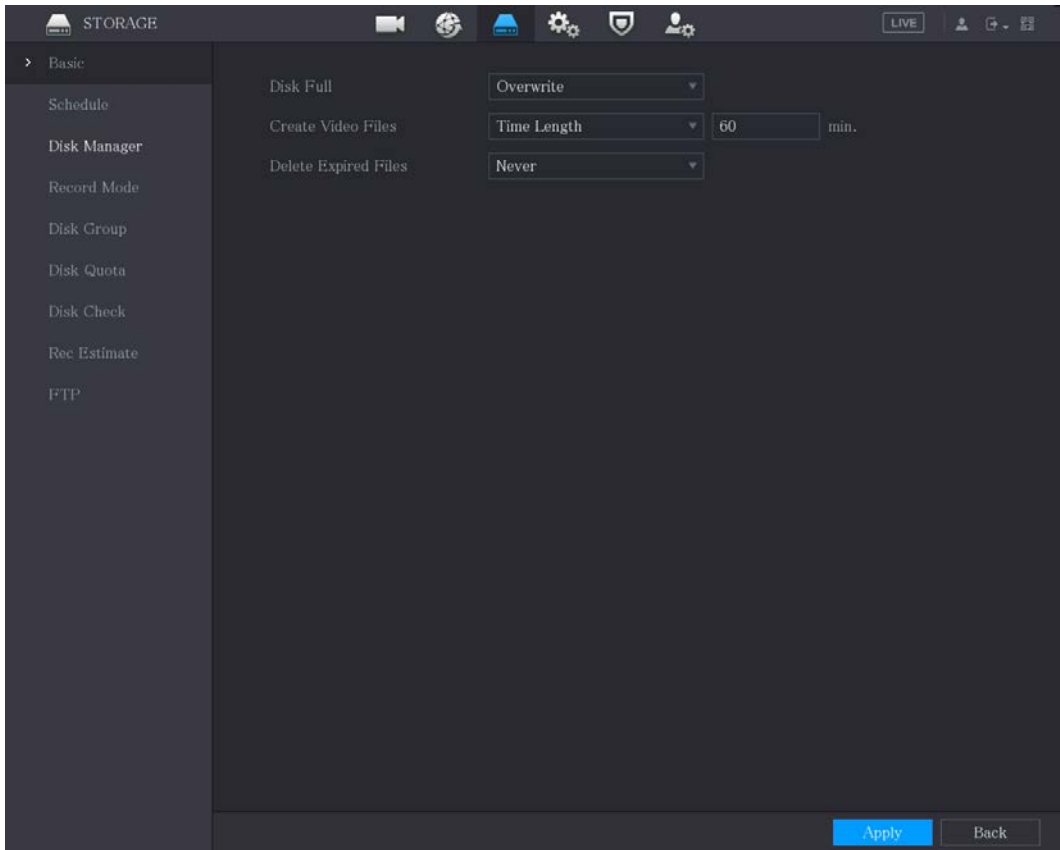 STORAGE
LIVE
Basic
Schedule
Disk Manager
Record Mode
Disk Group
Disk Quota
Disk Check
Rec Estimate
FTP
Disk Full Overwrite
Create Video Files Time Length 60 min.
Delete Expired Files Never
Apply Back